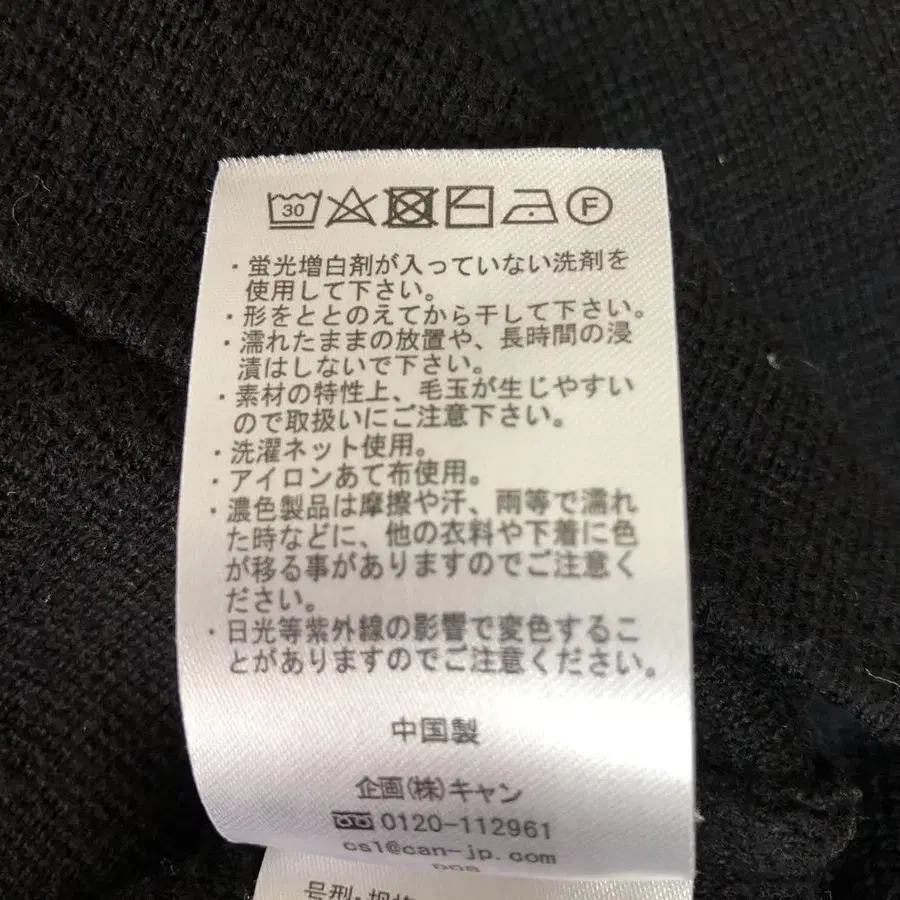 30 F
・蛍光増白剤が入っていない洗剤を
使用して下さい。
・形をととのえてから干して下さい。
・濡れたままの放置や、長時間の浸
漬はしないで下さい。
・素材の特性上、毛玉が生じやすい
ので取扱いにご注意下さい。
・洗濯ネット使用。
・アイロンあて布使用。
・濃色製品は摩擦や汗、雨等で濡れ
た時などに、他の衣料や下着に色
が移る事がありますのでご注意く
ださい。
・日光等紫外線の影響で変色するこ
とがありますのでご注意ください。
中国製
企画(株)キャン
0120-112961
csl@can-jp.com
号型·规格